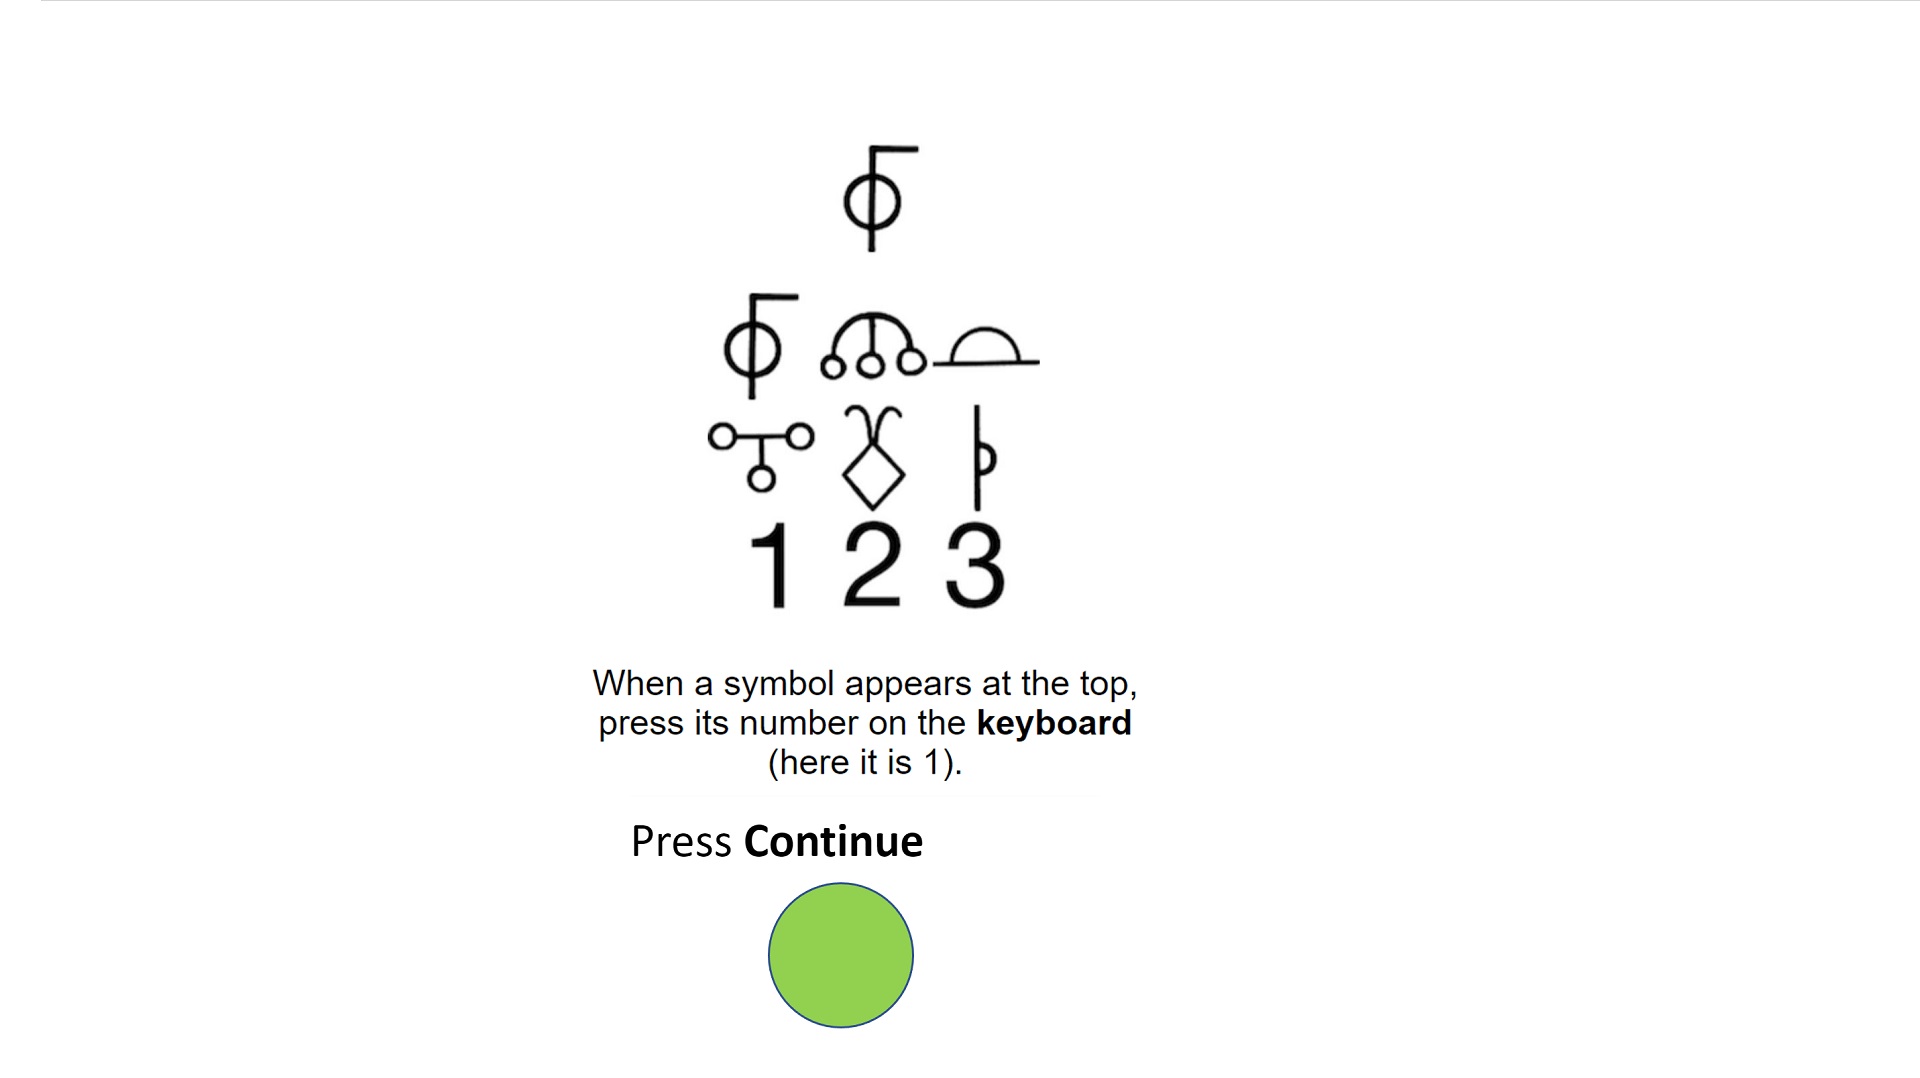 1 2 3
When a symbol appears at the top,
press its number on the keyboard
(here it is 1).
Press Continue